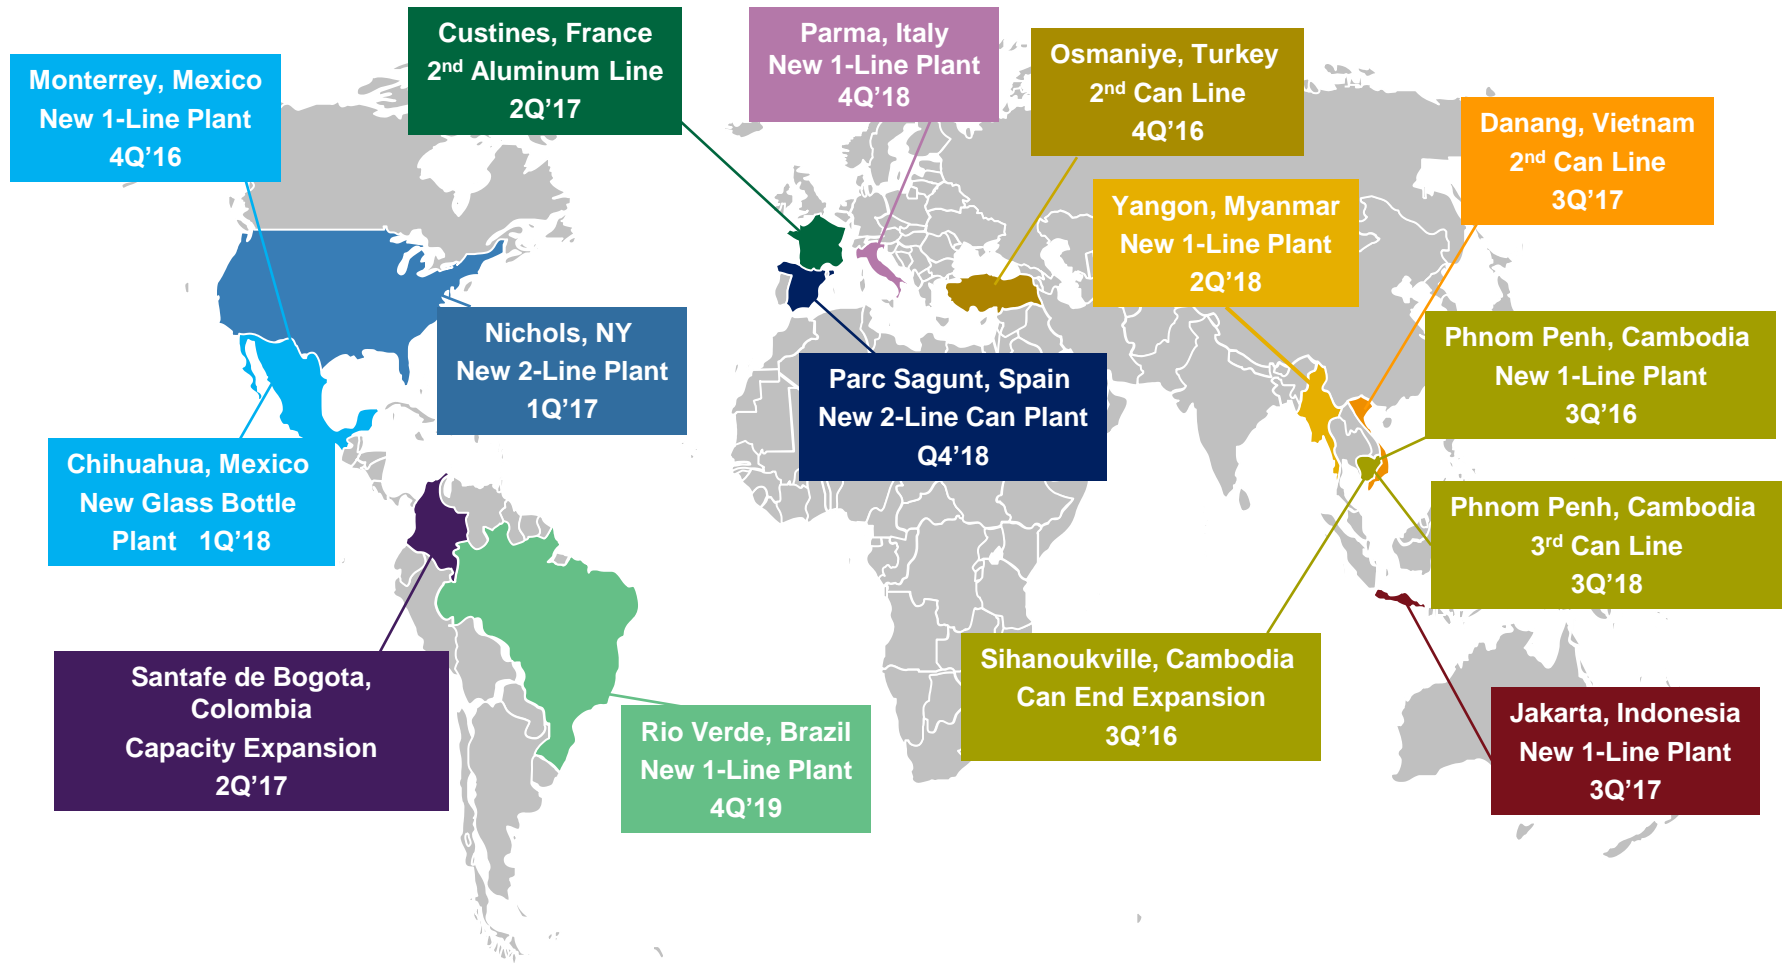 Custines, France
2nd Aluminum Line
2Q’17
Parma, Italy
New 1-Line Plant
4Q’18
Osmaniye, Turkey
2nd Can Line
4Q’16
Monterrey, Mexico
New 1-Line Plant
4Q’16
Danang, Vietnam
2nd Can Line
3Q’17
Yangon, Myanmar
New 1-Line Plant
2Q’18
Nichols, NY
New 2-Line Plant
1Q’17
Phnom Penh, Cambodia
New 1-Line Plant
3Q’16
Parc Sagunt, Spain
New 2-Line Can Plant
Q4’18
Chihuahua, Mexico
New Glass Bottle
Plant 1Q’18
Phnom Penh, Cambodia
3rd Can Line
3Q’18
Sihanoukville, Cambodia
Can End Expansion
3Q’16
Santafe de Bogota,
Colombia
Capacity Expansion
2Q’17
Rio Verde, Brazil
New 1-Line Plant
4Q’19
Jakarta, Indonesia
New 1-Line Plant
3Q’17